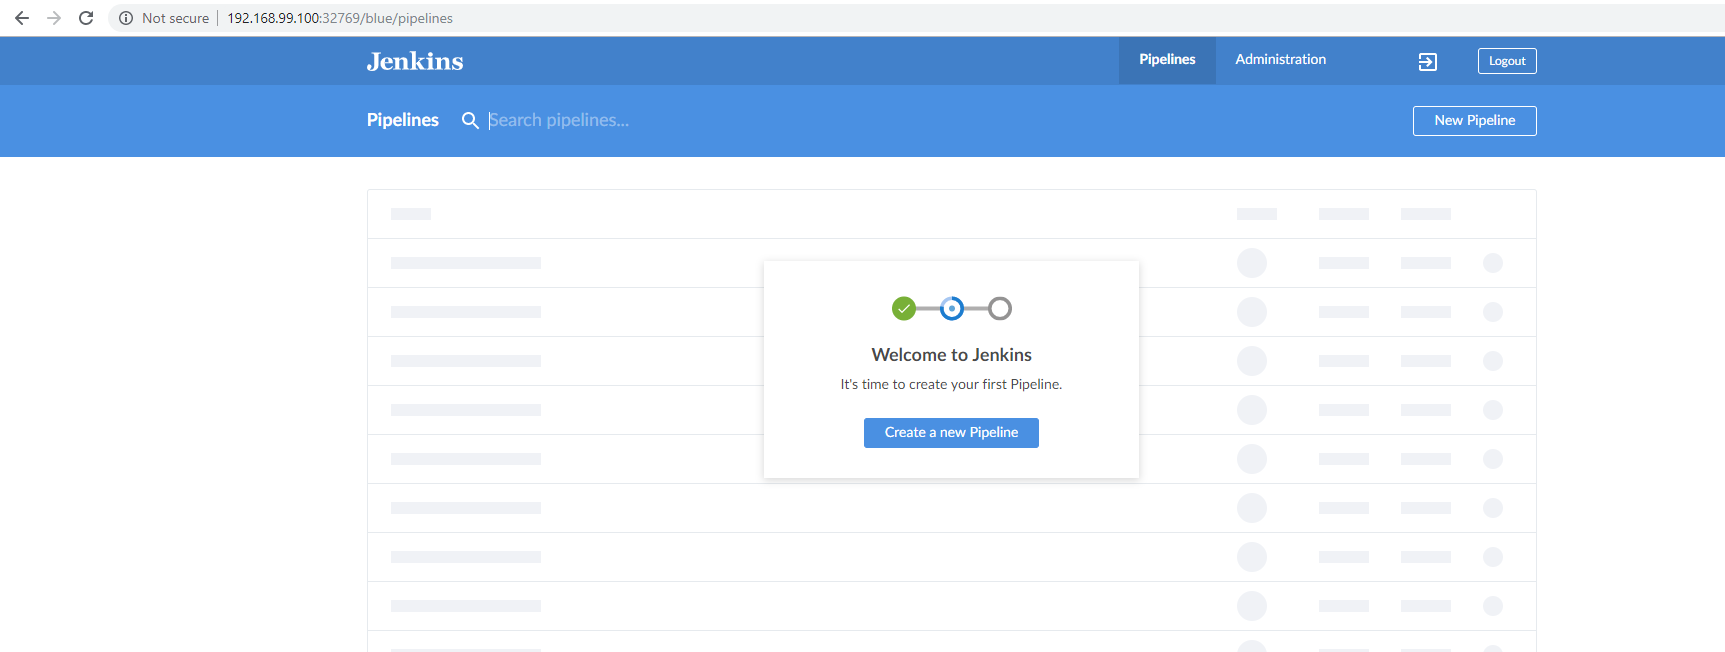 Not secure 192.168.99.100:32769/blue/pipelines
Jenkins Pipelines Administration Logout
Pipelines Search pipelines... New Pipeline
Welcome to Jenkins
It's time to create your first Pipeline.
Create a new Pipeline